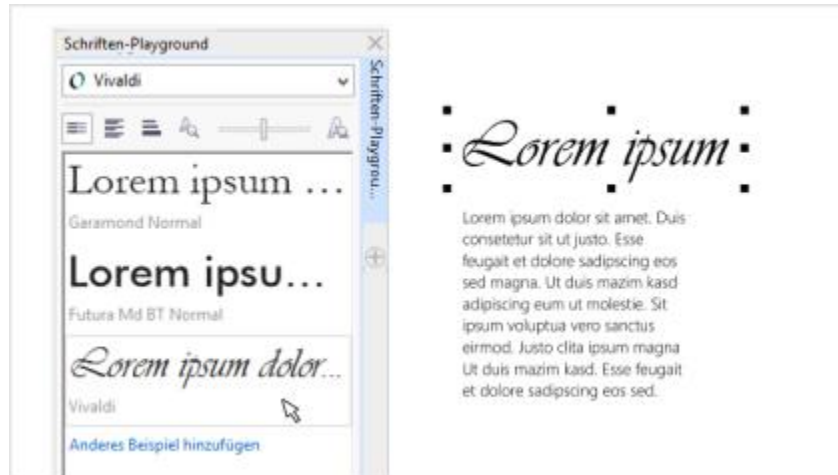 Schriften-Playground
Vivaldi
Lorem ipsum ...
Garamond Normal
Lorem ipsu...
Futura Md BT Normal
Lorem ipsum dolor...
Vivaldi
Anderes Beispiel hinzufügen
Schriften-Playgrou...
Lorem ipsum
Lorem ipsum dolor sit amet. Duis
consetetur sit ut justo. Esse
feugait et dolore sadipscing eos
sed magna. Ut duis mazim kasd
adipiscing eum ut molestie. Sit
ipsum voluptua vero sanctus
eirmod. Justo clita ipsum magna
Ut duis mazim kasd. Esse feugait
et dolore sadipscing eos sed.